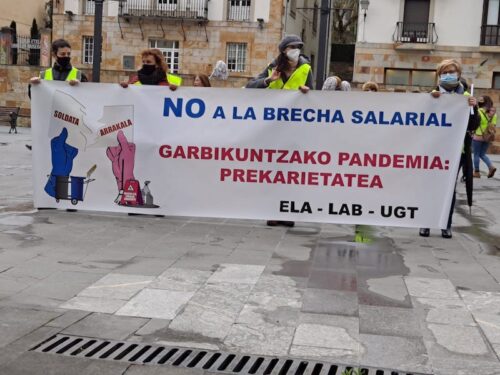 SOLDATA
ARRAKALA
NO A LA BRECHA SALARIAL
GARBIKUNTZAKO PANDEMIA:
PREKARIETATEA
ELA - LAB - UGT